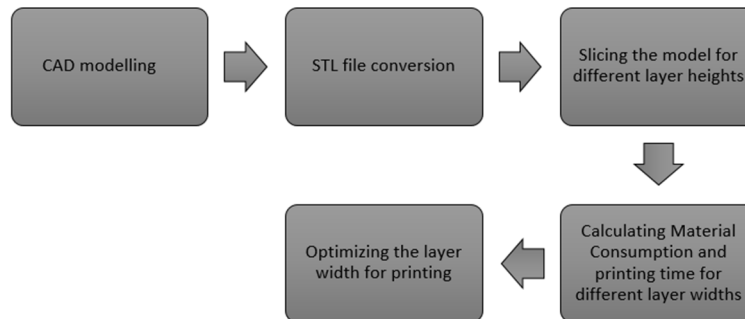 CAD modelling
STL file conversion
Slicing the model for
different layer heights
Calculating Material
Consumption and
printing time for
different layer widths
Optimizing the layer
width for printing